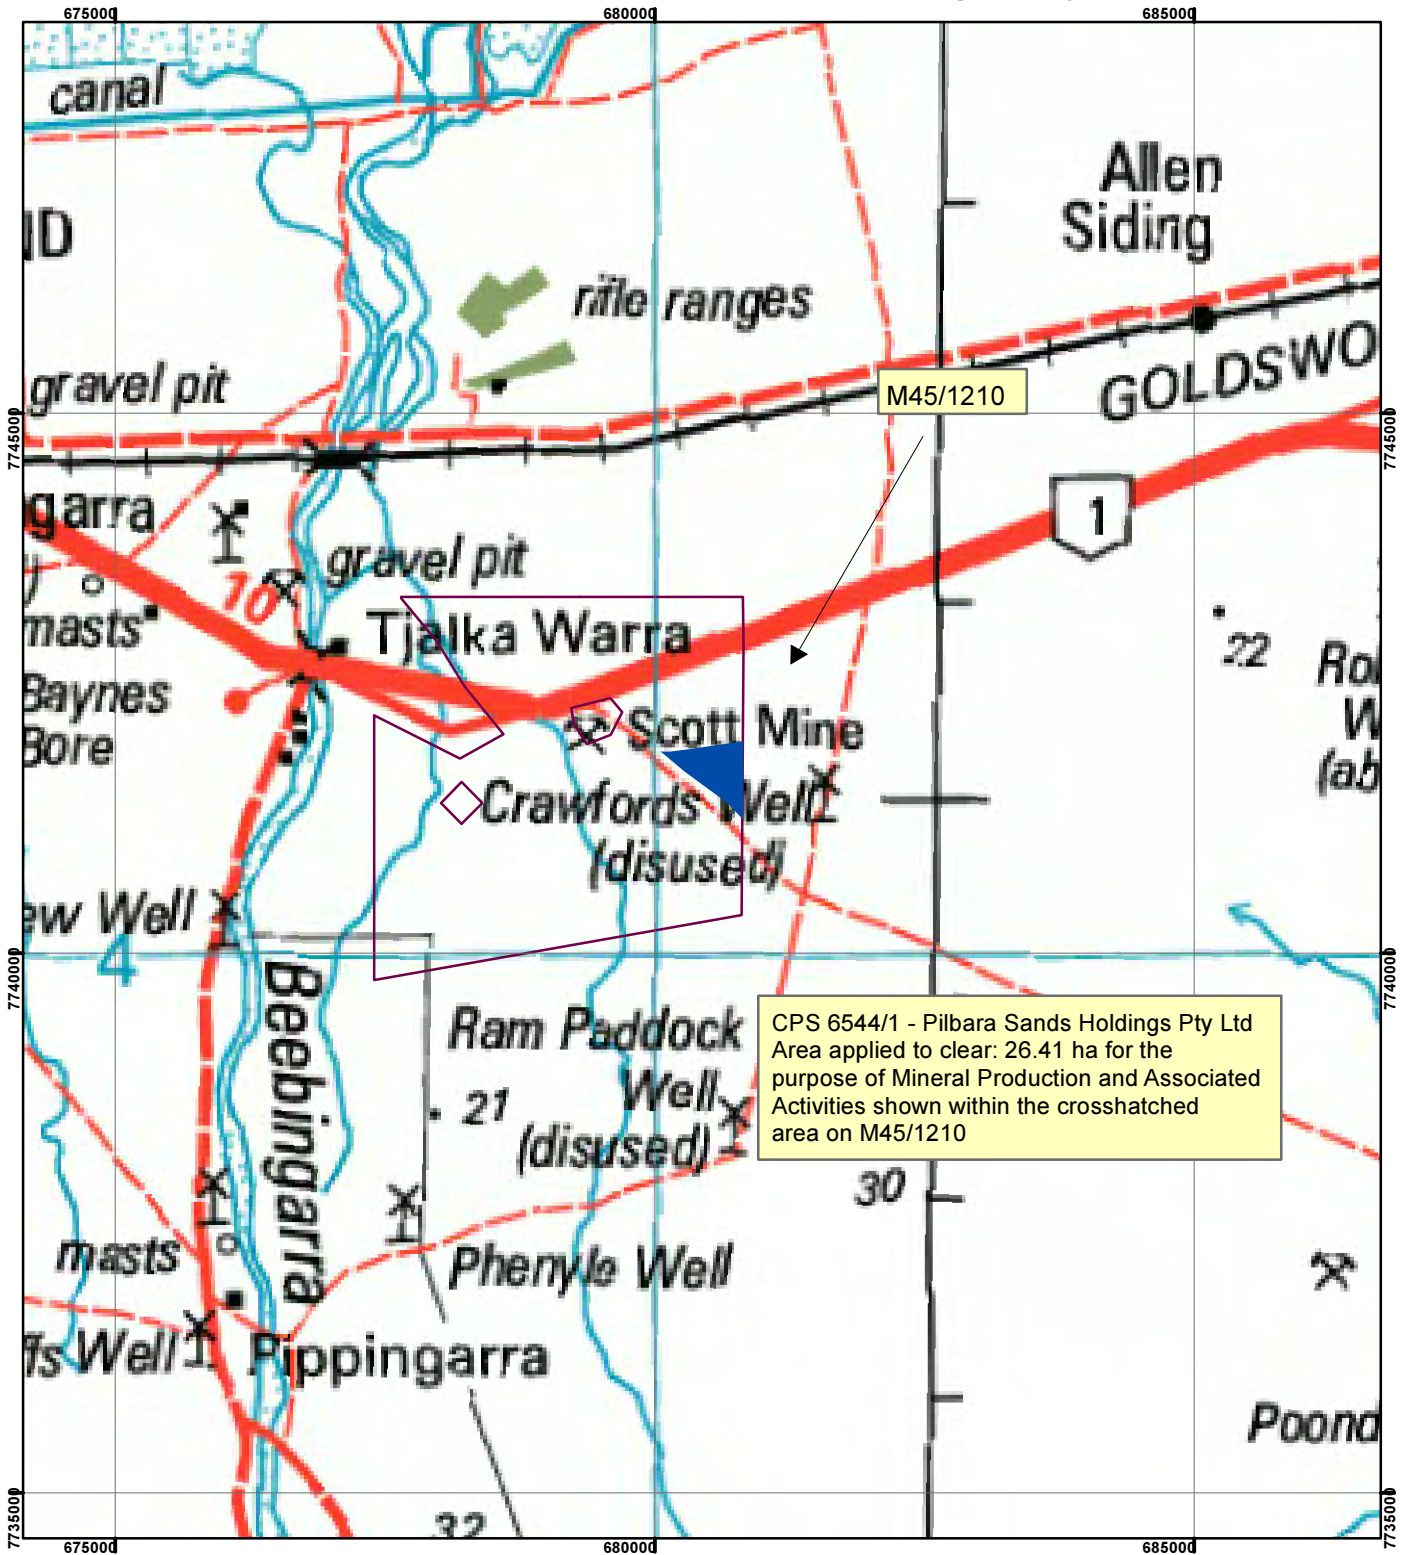 675000 680000 685000
canal
Allen
Siding
ND
rifle ranges
gravel pit
M45/1210
GOLDSWO
7745000 7745000
garra
1
gravel pit
10
masts
Tjalka Warra
22
Baynes
Bore
Scott Mine
Crawfords Well
(disused)
ew Well
4
7740000 7740000
Beebingarra
Ram Paddock
Well
(disused)
21
CPS 6544/1 - Pilbara Sands Holdings Pty Ltd
Area applied to clear: 26.41 ha for the
purpose of Mineral Production and Associated
Activities shown within the crosshatched
area on M45/1210
30
masts
Phenyle Well
ffs Well
Pippingarra
Poond
32
7735000 7735000
675000 680000 685000